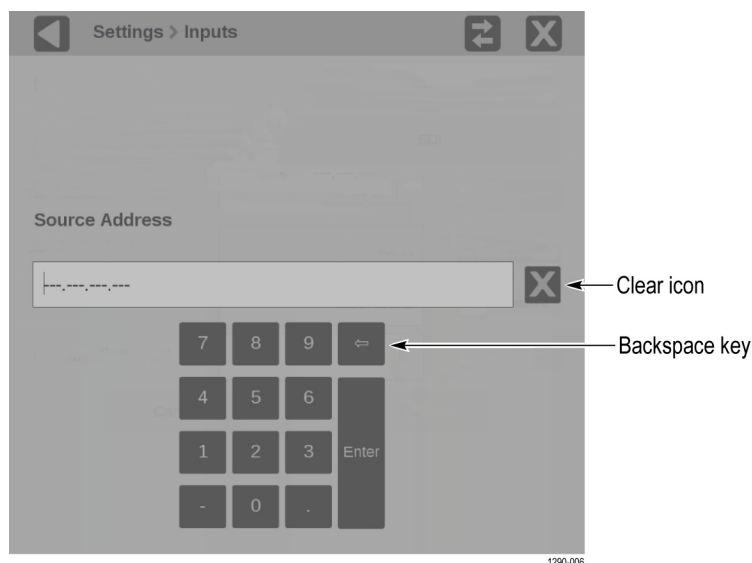 Settings > Inputs
Source Address
---.---.---.---
Clear icon
7 8 9 ⇦
Backspace key
4 5 6
1 2 3 Enter
- 0 .
1290-006